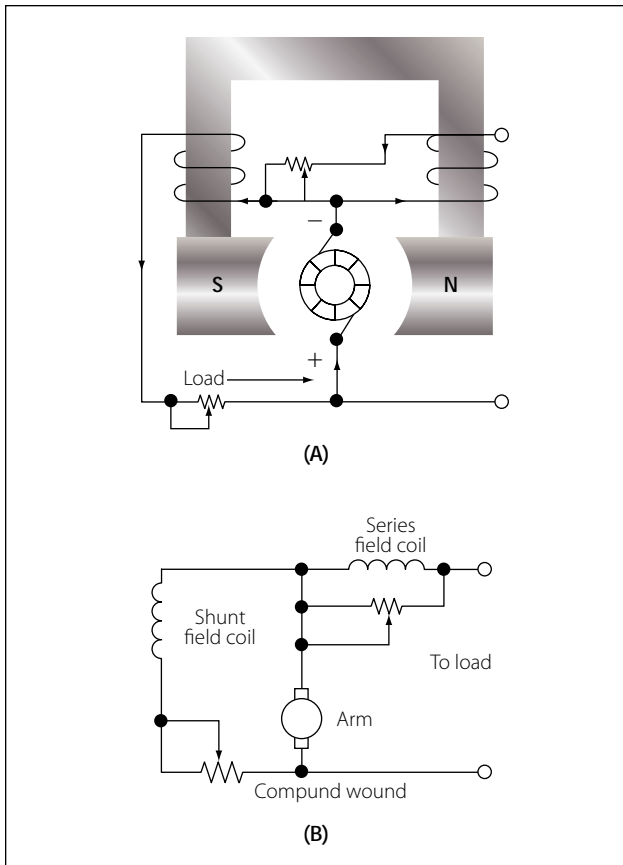 −
S
N
+
Load
(A)
Series
field coil
Shunt
field coil
To load
Arm
Compund wound
(B)